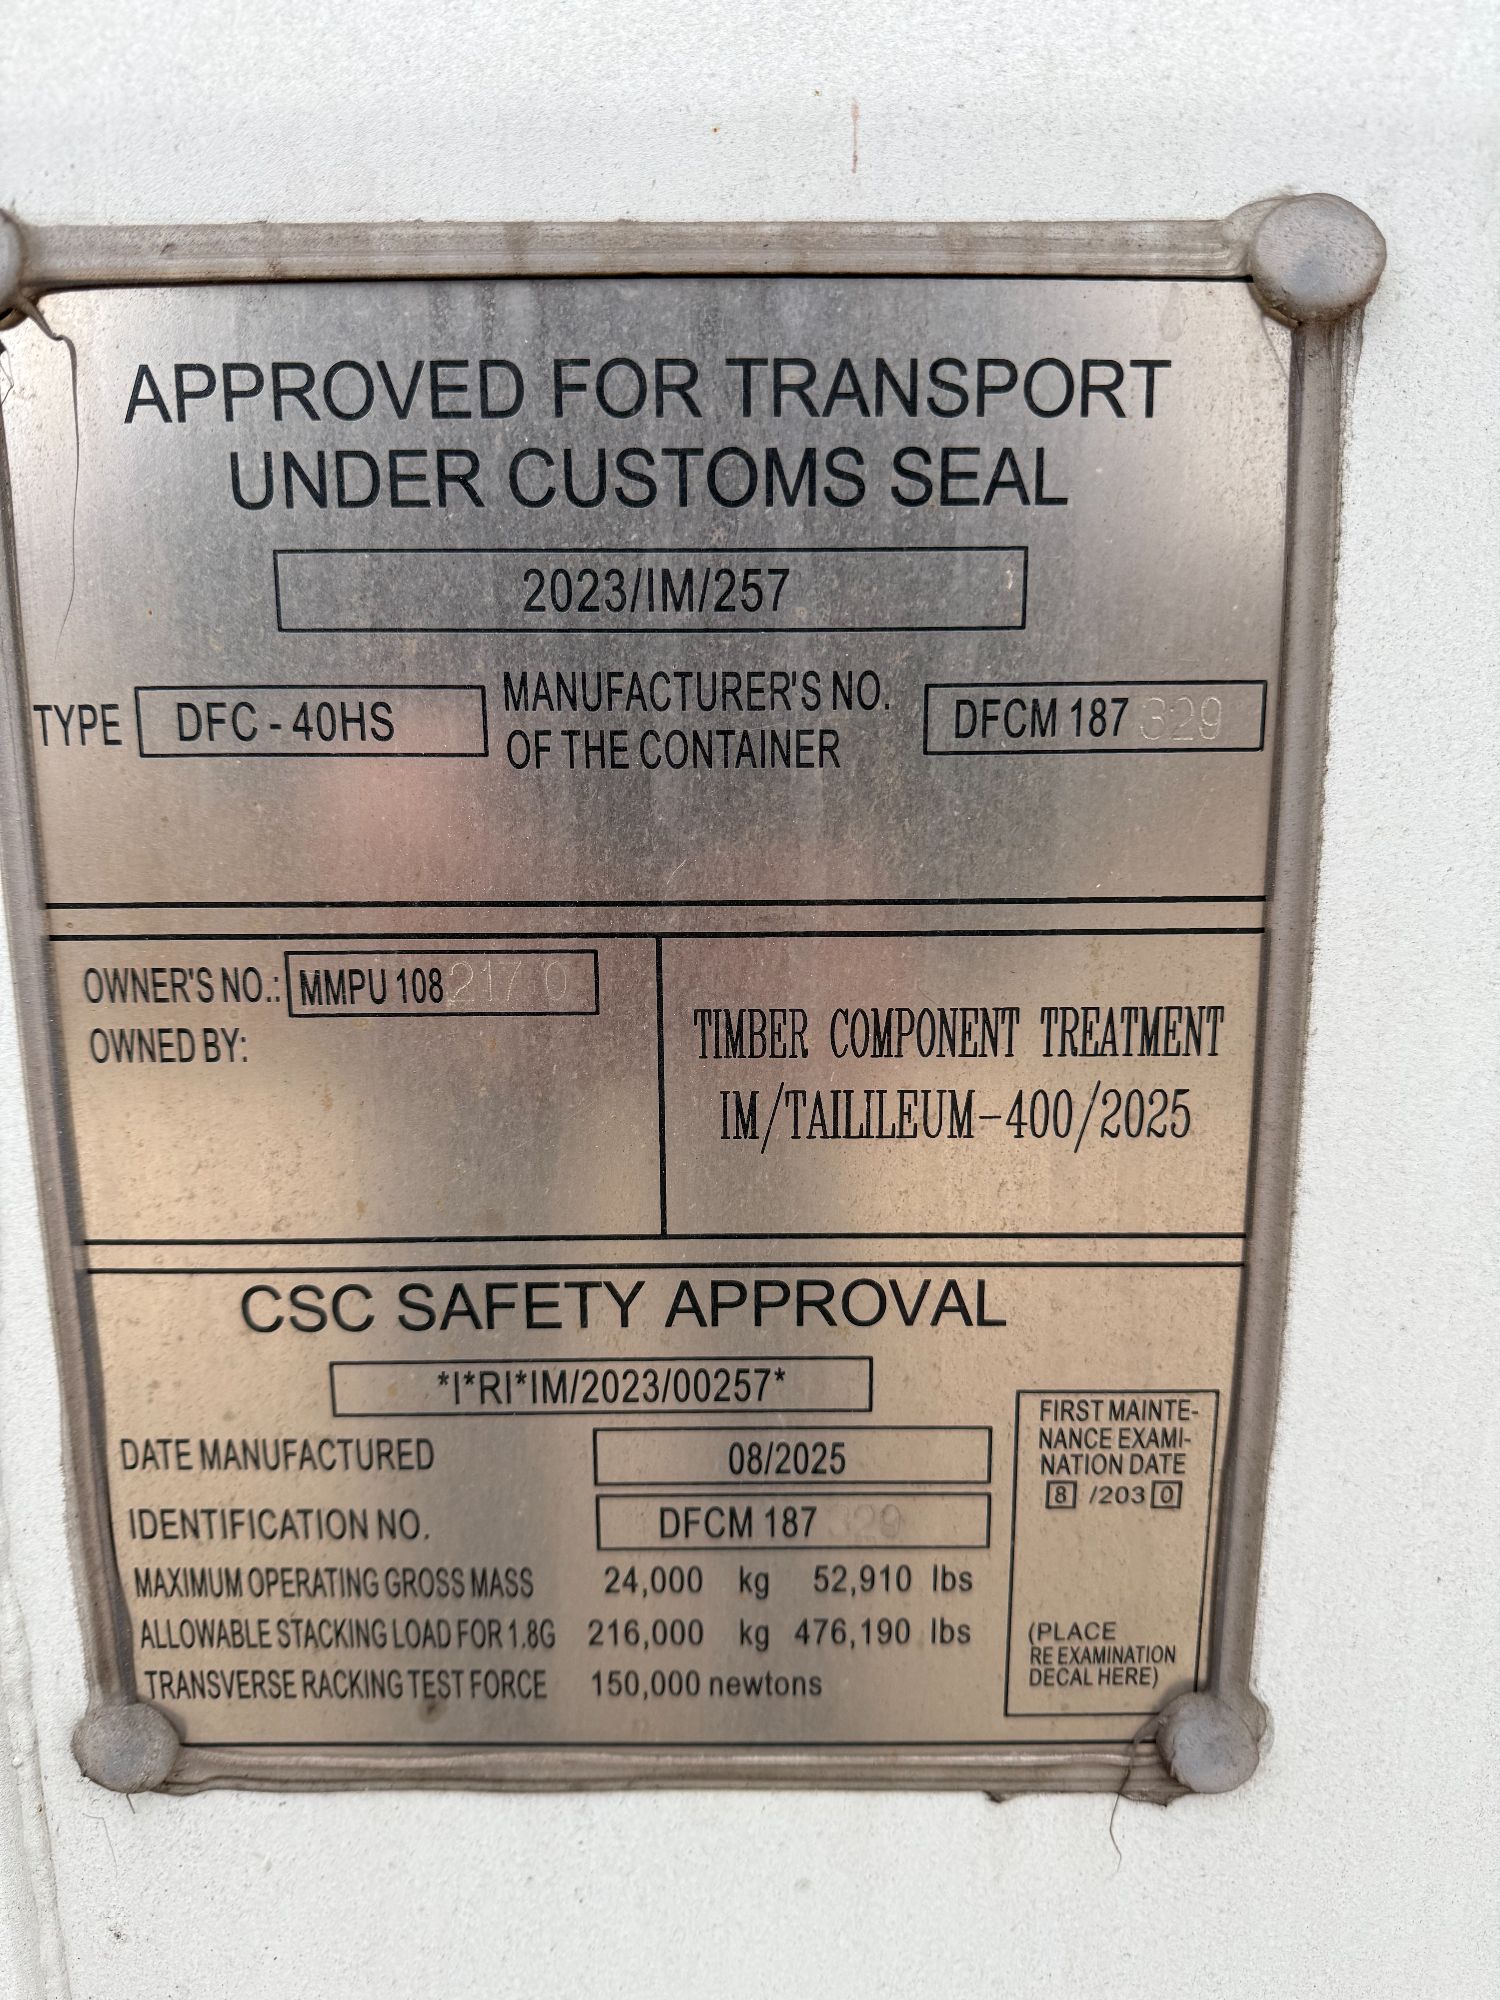 APPROVED FOR TRANSPORT
UNDER CUSTOMS SEAL
2023/IM/257
TYPE DFC - 40HS MANUFACTURER'S NO. OF THE CONTAINER DFCM 187 329
OWNER'S NO.: MMPU 108 217 0
OWNED BY:
TIMBER COMPONENT TREATMENT
IM/TAILILEUM-400/2025
CSC SAFETY APPROVAL
*I*RI*IM/2023/00257*
DATE MANUFACTURED 08/2025
IDENTIFICATION NO. DFCM 187 329
MAXIMUM OPERATING GROSS MASS 24,000 kg 52,910 lbs
ALLOWABLE STACKING LOAD FOR 1.8G 216,000 kg 476,190 lbs
TRANSVERSE RACKING TEST FORCE 150,000 newtons
FIRST MAINTE-
NANCE EXAMI-
NATION DATE
8 /203 0
(PLACE
RE EXAMINATION
DECAL HERE)